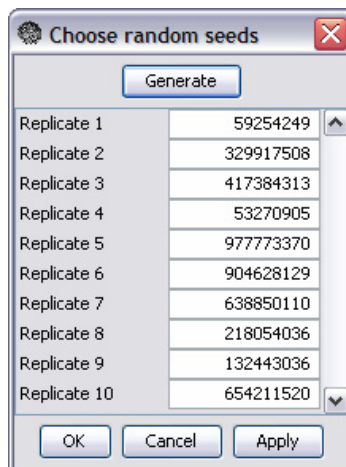 Choose random seeds
Generate
Replicate 1 59254249
Replicate 2 329917508
Replicate 3 417384313
Replicate 4 53270905
Replicate 5 977773370
Replicate 6 904628129
Replicate 7 638850110
Replicate 8 218054036
Replicate 9 132443036
Replicate 10 654211520
OK Cancel Apply